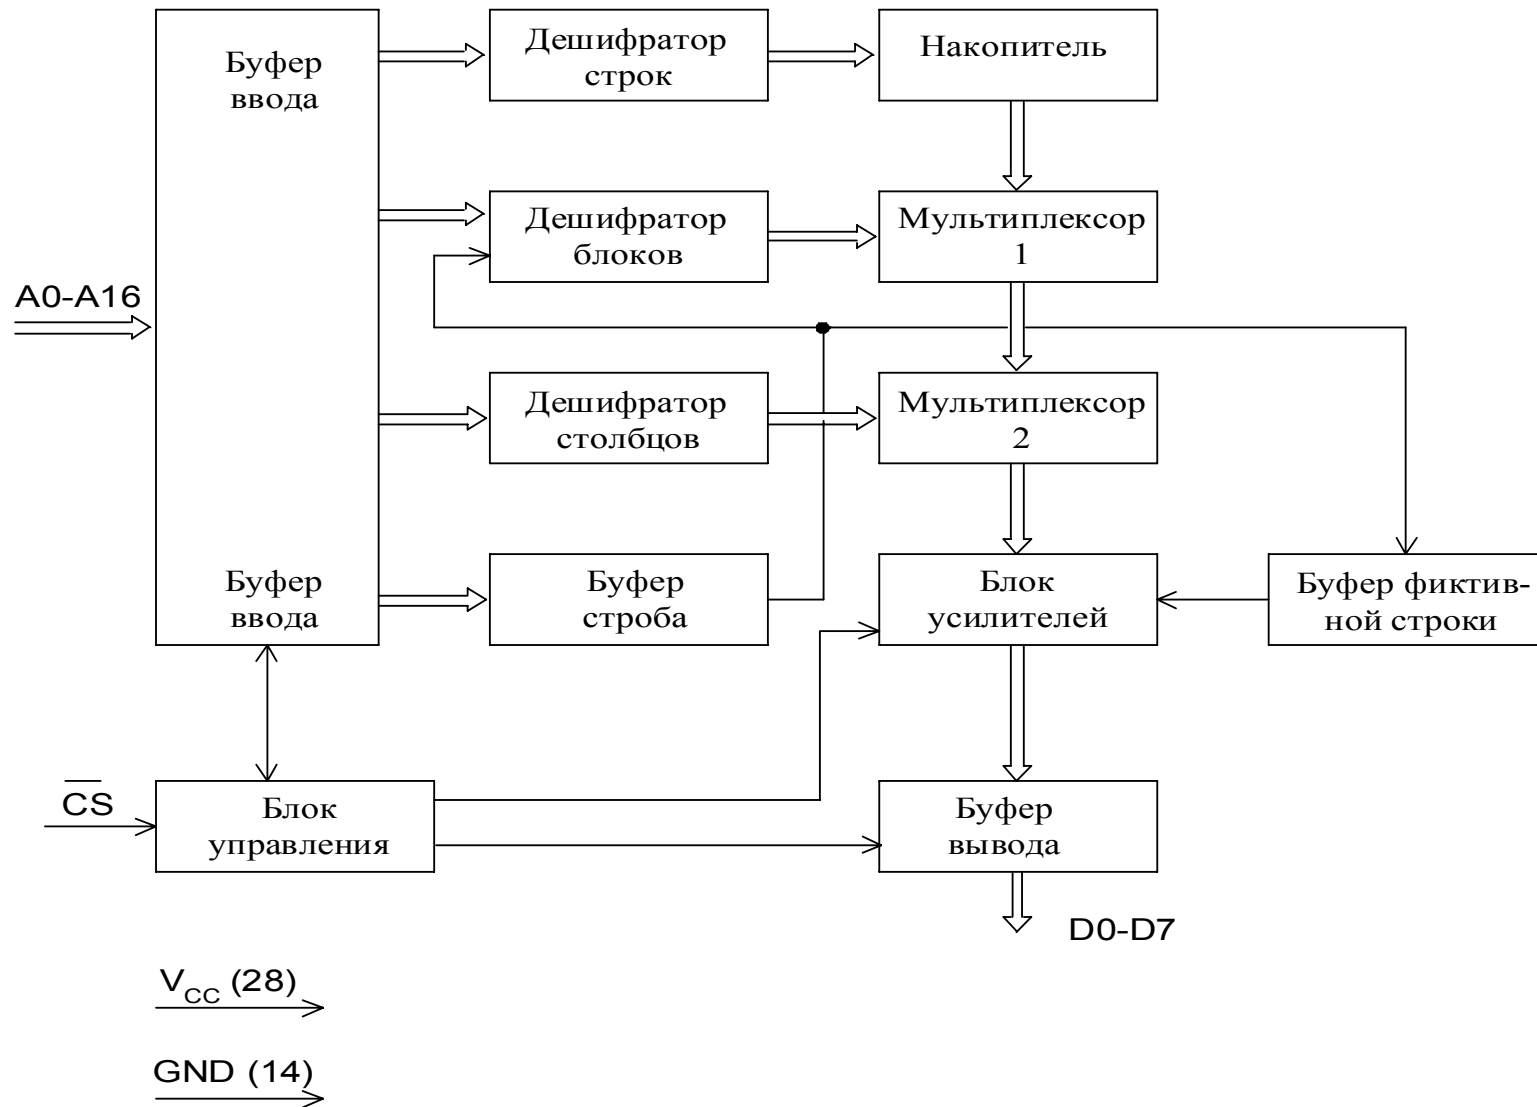 Буфер
ввода
Дешифратор
строк
Накопитель
Дешифратор
блоков
Мультиплексор
1
A0-A16
Дешифратор
столбцов
Мультиплексор
2
Буфер
ввода
Буфер
строба
Блок
усилителей
Буфер фиктив-
ной строки
CS
Блок
управления
Буфер
вывода
D0-D7
VCC (28)
GND (14)